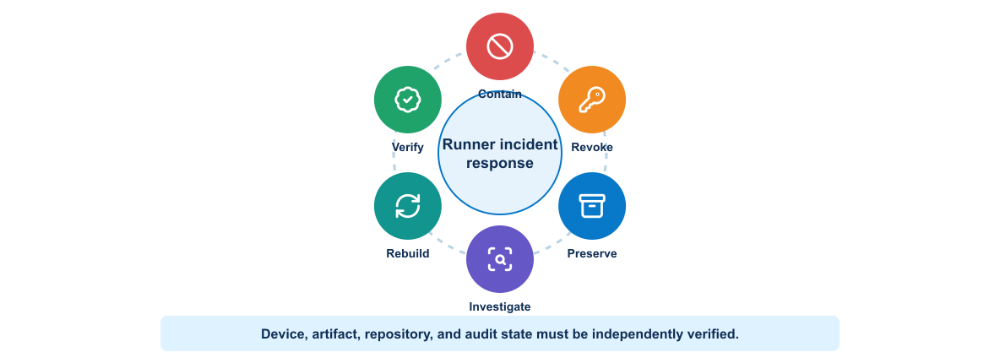 Contain
Verify
Runner incident
response
Revoke
Rebuild
Preserve
Investigate
Device, artifact, repository, and audit state must be independently verified.